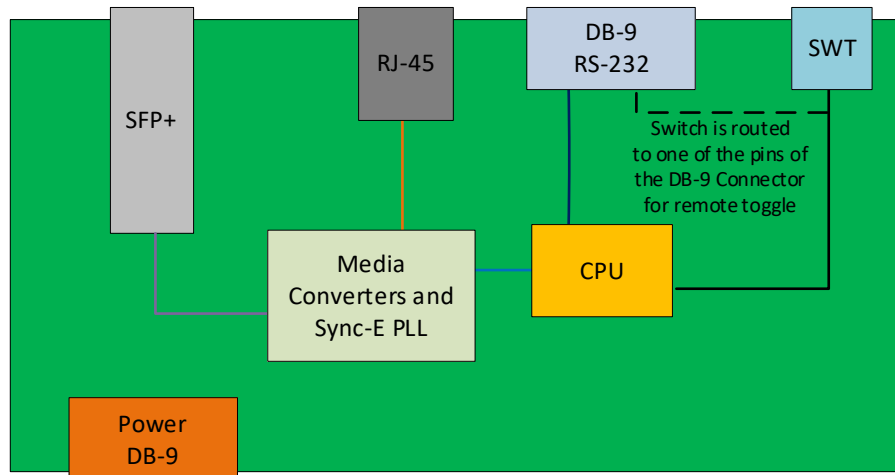 SFP+
RJ-45
DB-9
RS-232
SWT
Switch is routed
to one of the pins of
the DB-9 Connector
for remote toggle
Media
Converters and
Sync-E PLL
CPU
Power
DB-9